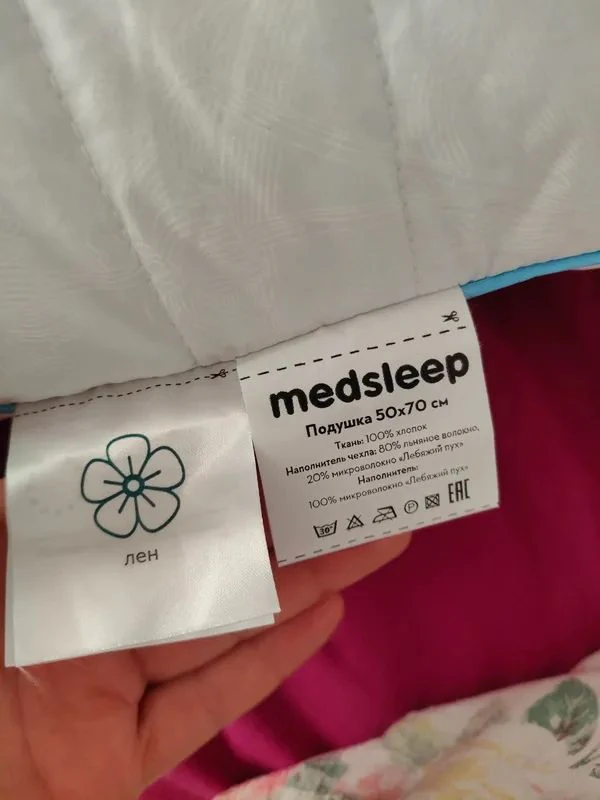 medsleep
Подушка 50х70 см
Ткань: 100% хлопок
Наполнитель чехла: 80% льняное волокно,
20% микроволокно «Лебяжий пух»
Наполнитель:
100% микроволокно «Лебяжий пух»
30° P EAC
лен